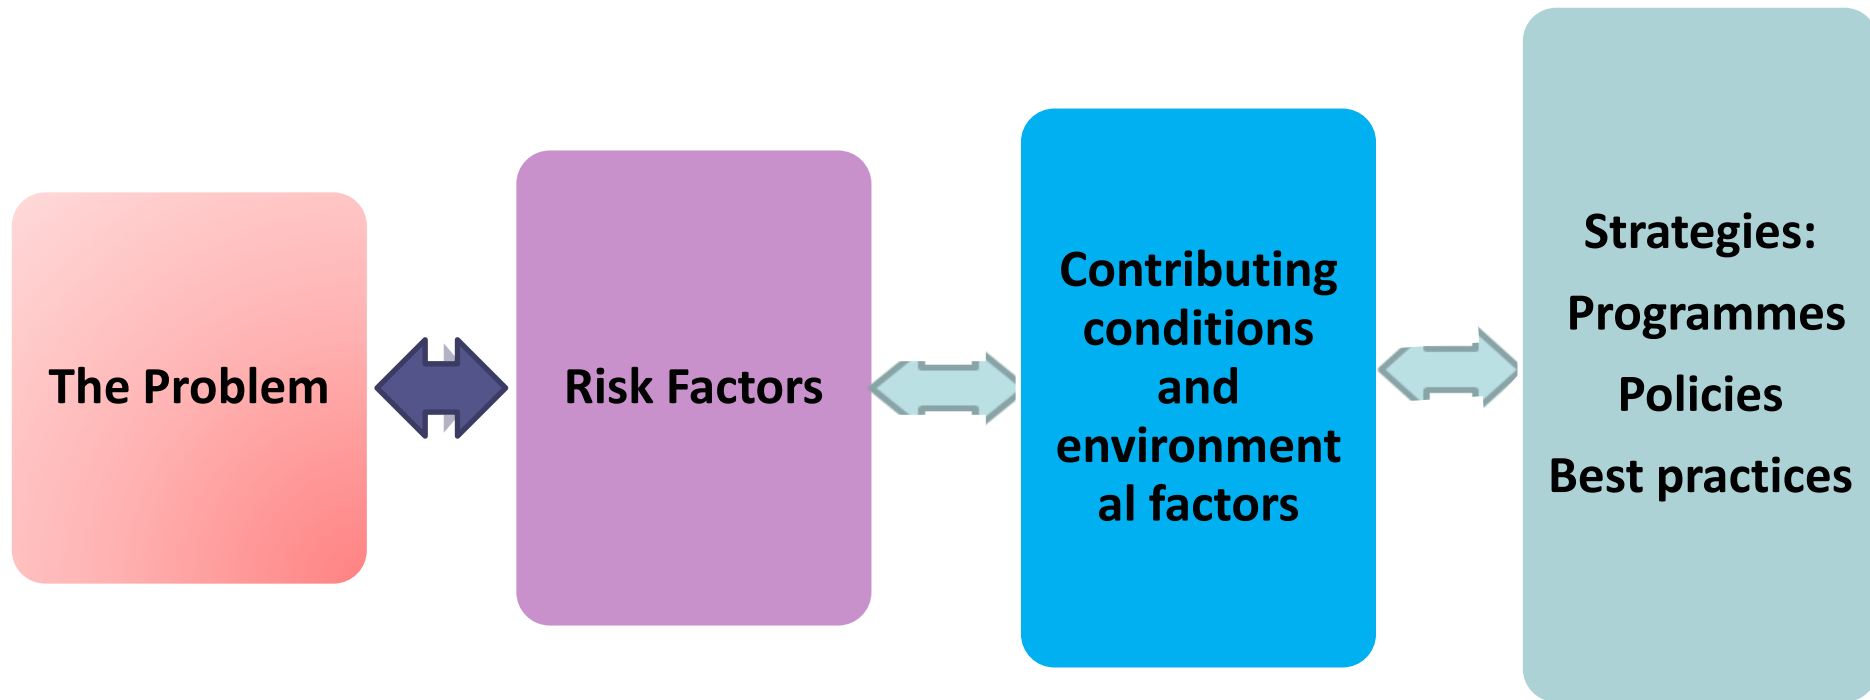 The Problem
Risk Factors
Contributing
conditions
and
environment
al factors
Strategies:
Programmes
Policies
Best practices